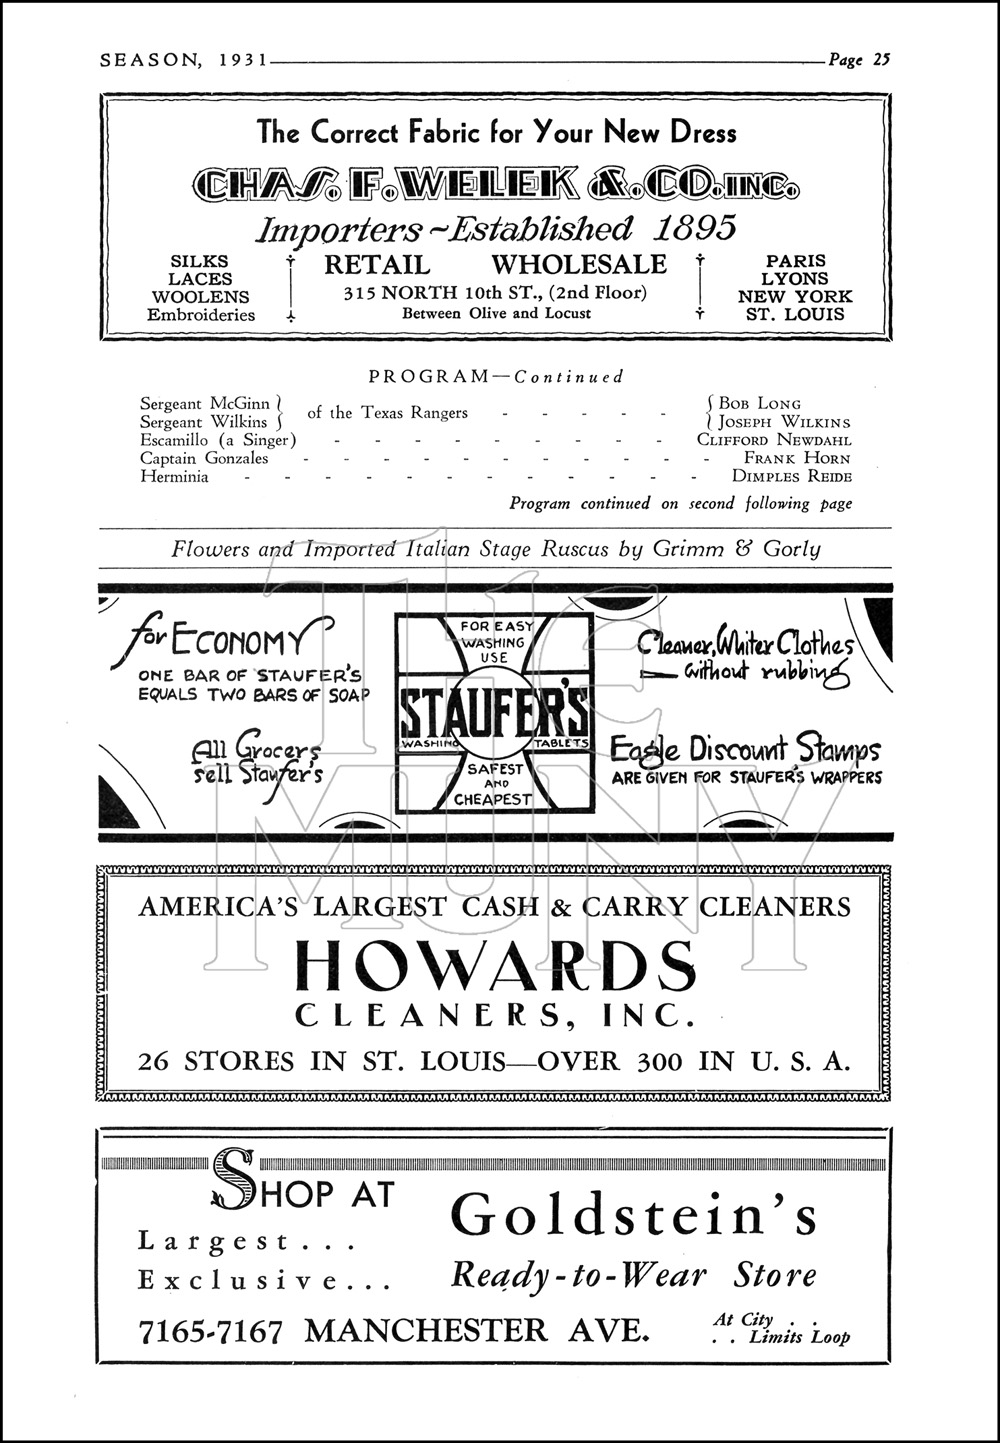 SEASON, 1931 Page 25
The Correct Fabric for Your New Dress
CHAS. F. WELEK & CO. INC.
Importers ~ Established 1895
SILKS
LACES
WOOLENS
Embroideries
RETAIL WHOLESALE
315 NORTH 10th ST., (2nd Floor)
Between Olive and Locust
PARIS
LYONS
NEW YORK
ST. LOUIS
PROGRAM—Continued
Sergeant McGinn } of the Texas Rangers - - - - - { BOB LONG
Sergeant Wilkins } { JOSEPH WILKINS
Escamillo (a Singer) - - - - - - - - - CLIFFORD NEWDAHL
Captain Gonzales - - - - - - - - - - - FRANK HORN
Herminia - - - - - - - - - - - - DIMPLES REIDE
Program continued on second following page
Flowers and Imported Italian Stage Ruscus by Grimm & Gorly
for ECONOMY
ONE BAR OF STAUFER'S
EQUALS TWO BARS OF SOAP
All Grocers
sell Staufer's
FOR EASY
WASHING
USE
STAUFER'S
WASHING TABLETS
SAFEST
AND
CHEAPEST
Cleaner, Whiter Clothes
— without rubbing
Eagle Discount Stamps
ARE GIVEN FOR STAUFER'S WRAPPERS
The
MUNY
AMERICA'S LARGEST CASH & CARRY CLEANERS
HOWARDS
CLEANERS, INC.
26 STORES IN ST. LOUIS—OVER 300 IN U. S. A.
SHOP AT
Goldstein's
Largest . . .
Exclusive . . .
Ready-to-Wear Store
7165-7167 MANCHESTER AVE.
At City . .
. . Limits Loop